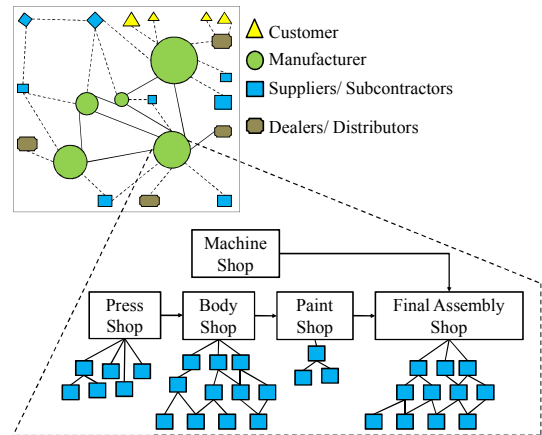 Customer
Manufacturer
Suppliers/ Subcontractors
Dealers/ Distributors
Machine
Shop
Press
Shop
Body
Shop
Paint
Shop
Final Assembly
Shop